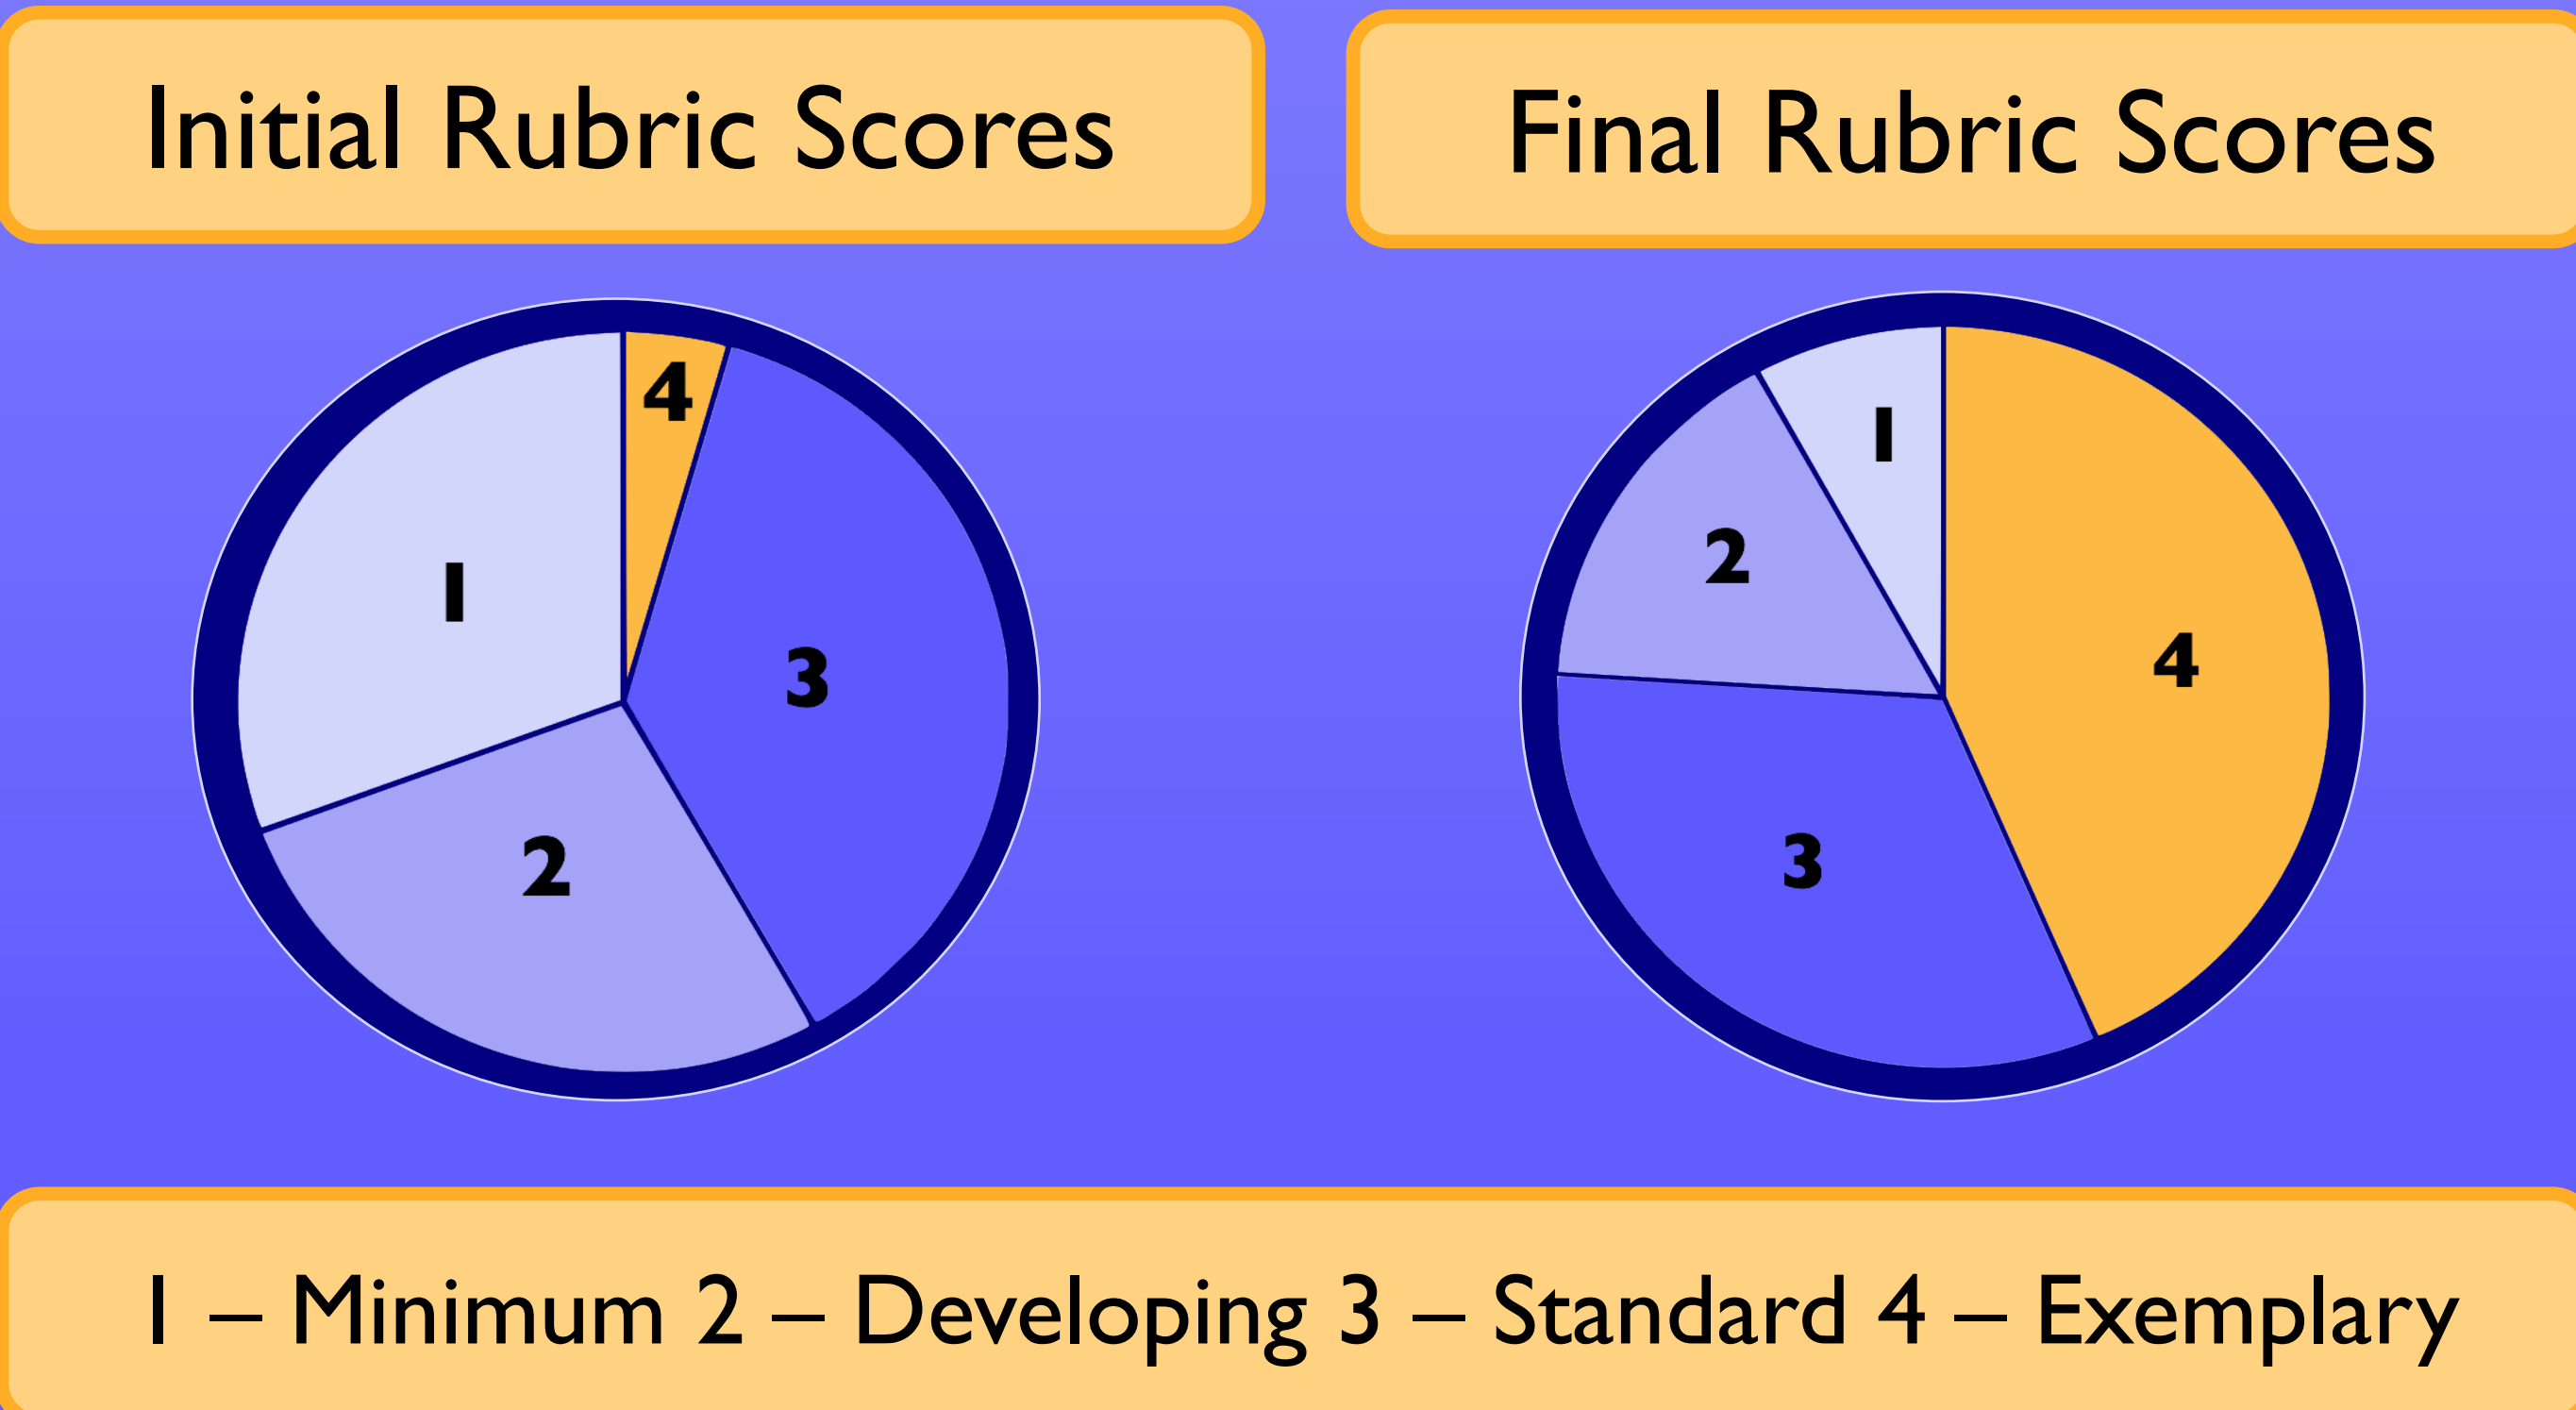 Initial Rubric Scores
Final Rubric Scores
4
1
3
2
1
2
4
3
1 – Minimum 2 – Developing 3 – Standard 4 – Exemplary